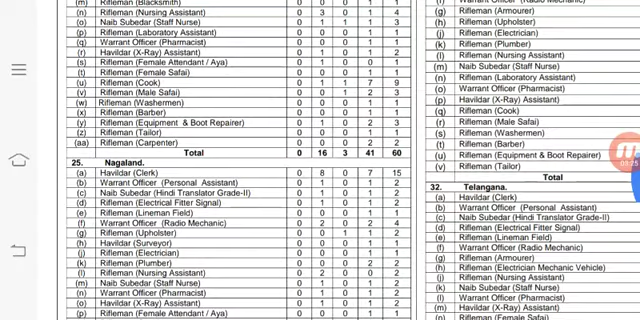 (m) Rifleman (Blacksmith) 0 0 0 1 1
(n) Rifleman (Nursing Assistant) 0 3 0 1 4
(o) Naib Subedar (Staff Nurse) 0 1 1 1 3
(p) Rifleman (Laboratory Assistant) 0 0 0 1 1
(q) Warrant Officer (Pharmacist) 0 0 0 1 1
(r) Havildar (X-Ray) Assistant) 0 1 0 1 2
(s) Rifleman (Female Attendant / Aya) 0 1 0 0 1
(t) Rifleman (Female Safai) 0 0 0 1 1
(u) Rifleman (Cook) 0 1 1 7 9
(v) Rifleman (Male Safai) 0 0 1 2 3
(w) Rifleman (Washermen) 0 0 0 1 1
(x) Rifleman (Barber) 0 0 0 1 1
(y) Rifleman (Equipment & Boot Repairer) 0 1 0 2 3
(z) Rifleman (Tailor) 0 0 0 1 1
(aa) Rifleman (Carpenter) 0 0 0 2 2
Total 0 16 3 41 60
25. Nagaland.
(a) Havildar (Clerk) 0 8 0 7 15
(b) Warrant Officer (Personal Assistant) 0 1 0 1 2
(c) Naib Subedar (Hindi Translator Grade-II) 0 1 0 1 2
(d) Rifleman (Electrical Fitter Signal) 0 1 0 1 2
(e) Rifleman (Lineman Field) 0 0 0 1 1
(f) Warrant Officer (Radio Mechanic) 0 2 0 2 4
(g) Rifleman (Upholster) 0 0 1 1 2
(h) Havildar (Surveyor) 0 0 0 1 1
(j) Rifleman (Electrician) 0 0 0 1 1
(k) Rifleman (Plumber) 0 0 0 2 2
(l) Rifleman (Nursing Assistant) 0 2 0 0 2
(m) Naib Subedar (Staff Nurse) 0 1 0 1 2
(n) Warrant Officer (Pharmacist) 0 1 0 1 2
(o) Havildar (X-Ray) Assistant) 0 1 0 1 2
(p) Rifleman (Female Attendant / Aya) 0 0 0 1 1
(f) Warrant Officer (Radio Mechanic)
(g) Rifleman (Armourer)
(h) Rifleman (Upholster)
(j) Rifleman (Electrician)
(k) Rifleman (Plumber)
(l) Rifleman (Nursing Assistant)
(m) Naib Subedar (Staff Nurse)
(n) Rifleman (Laboratory Assistant)
(o) Warrant Officer (Pharmacist)
(p) Havildar (X-Ray) Assistant)
(q) Rifleman (Cook)
(r) Rifleman (Male Safai)
(s) Rifleman (Washermen)
(t) Rifleman (Barber)
(u) Rifleman (Equipment & Boot Repairer)
(v) Rifleman (Tailor)
Total
32. Telangana.
(a) Havildar (Clerk)
(b) Warrant Officer (Personal Assistant)
(c) Naib Subedar (Hindi Translator Grade-II)
(d) Rifleman (Electrical Fitter Signal)
(e) Rifleman (Lineman Field)
(f) Warrant Officer (Radio Mechanic)
(g) Rifleman (Armourer)
(h) Rifleman (Electrician Mechanic Vehicle)
(j) Rifleman (Nursing Assistant)
(k) Naib Subedar (Staff Nurse)
(l) Warrant Officer (Pharmacist)
(m) Havildar (X-Ray) Assistant)
(n) Rifleman (Female Safai)